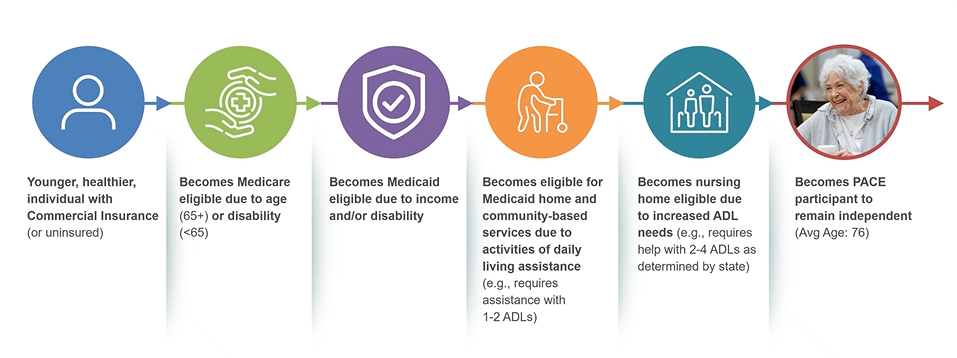 Younger, healthier,
individual with
Commercial Insurance
(or uninsured)
Becomes Medicare
eligible due to age
(65+) or disability
(<65)
Becomes Medicaid
eligible due to income
and/or disability
Becomes eligible for
Medicaid home and
community-based
services due to
activities of daily
living assistance
(e.g., requires
assistance with
1-2 ADLs)
Becomes nursing
home eligible due
to increased ADL
needs (e.g., requires
help with 2-4 ADLs as
determined by state)
Becomes PACE
participant to
remain independent
(Avg Age: 76)